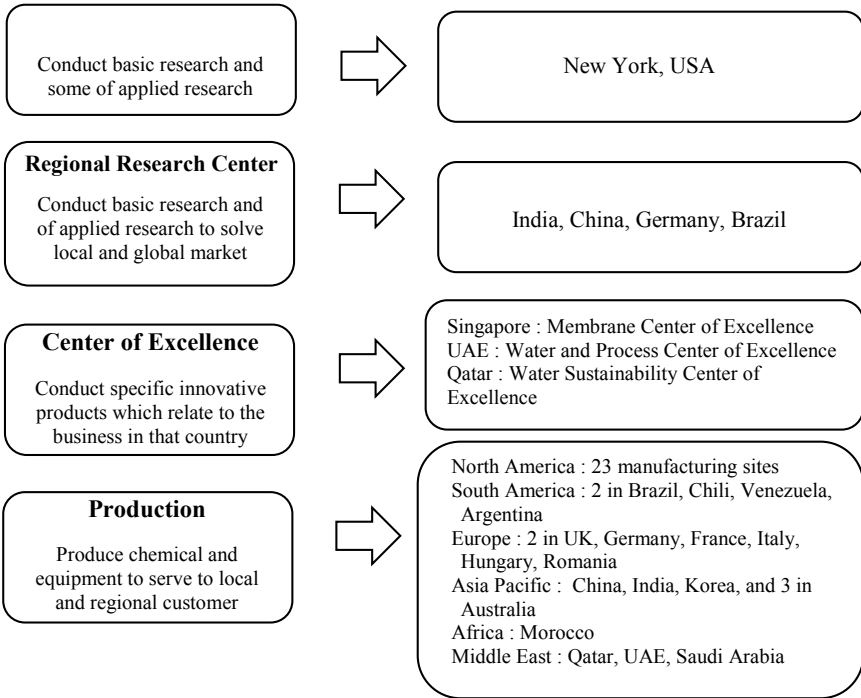 Conduct basic research and
some of applied research
New York, USA
Regional Research Center
Conduct basic research and
of applied research to solve
local and global market
India, China, Germany, Brazil
Center of Excellence
Conduct specific innovative
products which relate to the
business in that country
Singapore : Membrane Center of Excellence
UAE : Water and Process Center of Excellence
Qatar : Water Sustainability Center of
Excellence
Production
Produce chemical and
equipment to serve to local
and regional customer
North America : 23 manufacturing sites
South America : 2 in Brazil, Chili, Venezuela,
Argentina
Europe : 2 in UK, Germany, France, Italy,
Hungary, Romania
Asia Pacific : China, India, Korea, and 3 in
Australia
Africa : Morocco
Middle East : Qatar, UAE, Saudi Arabia